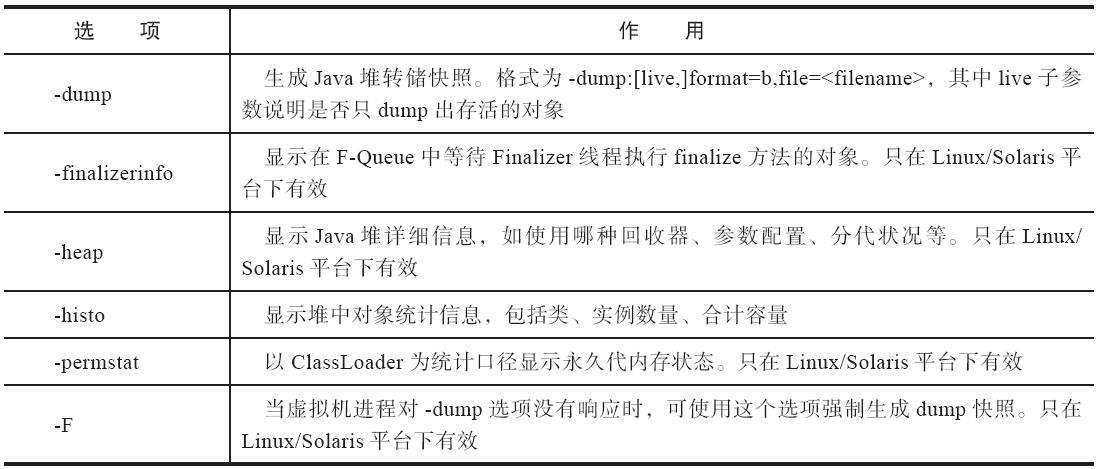 选 项 作 用
-dump
生成 Java 堆转储快照。格式为 -dump:[live,]format=b,file=<filename>，其中 live 子参
数说明是否只 dump 出存活的对象
-finalizerinfo
显示在 F-Queue 中等待 Finalizer 线程执行 finalize 方法的对象。只在 Linux/Solaris 平
台下有效
-heap
显示 Java 堆详细信息，如使用哪种回收器、参数配置、分代状况等。只在 Linux/
Solaris 平台下有效
-histo
显示堆中对象统计信息，包括类、实例数量、合计容量
-permstat
以 ClassLoader 为统计口径显示永久代内存状态。只在 Linux/Solaris 平台下有效
-F
当虚拟机进程对 -dump 选项没有响应时，可使用这个选项强制生成 dump 快照。只在
Linux/Solaris 平台下有效